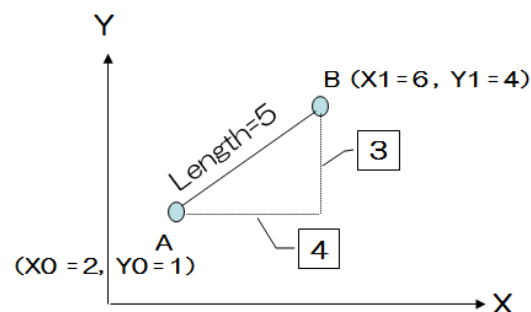 Y
B (X1=6, Y1=4)
Length=5
3
A
4
(X0=2, Y0=1)
X